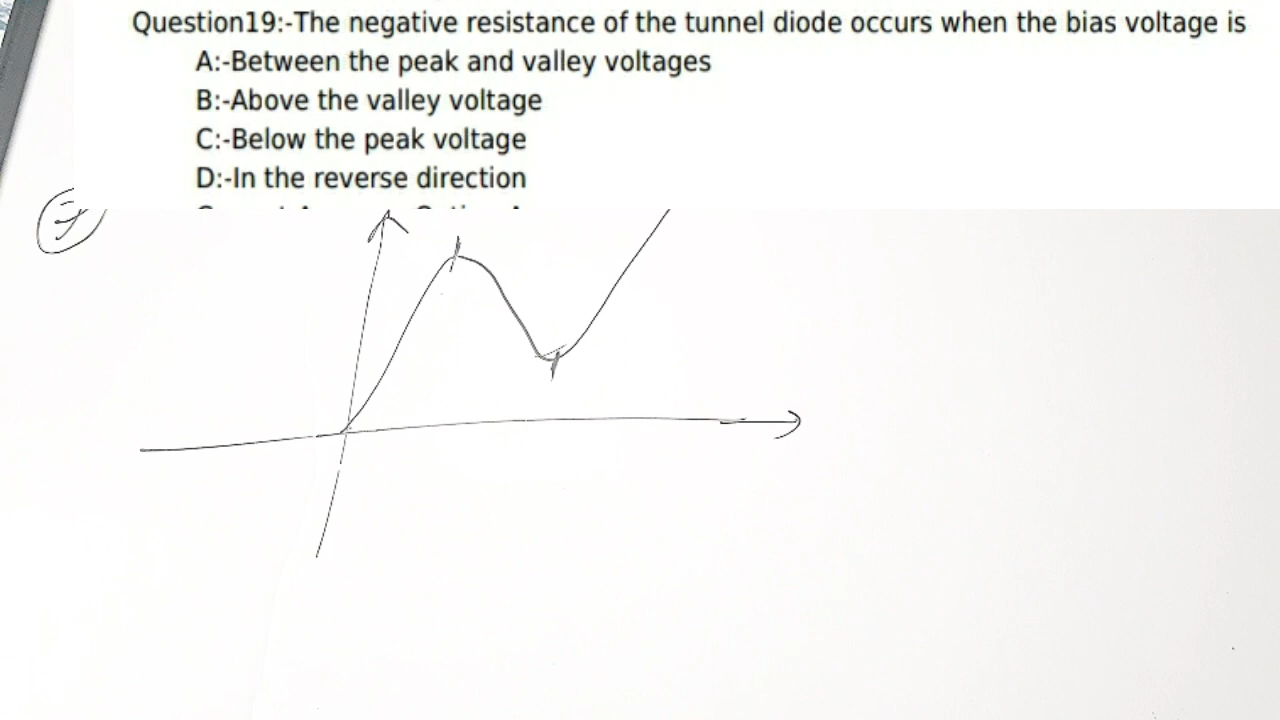 Question19:-The negative resistance of the tunnel diode occurs when the bias voltage is
A:-Between the peak and valley voltages
B:-Above the valley voltage
C:-Below the peak voltage
D:-In the reverse direction